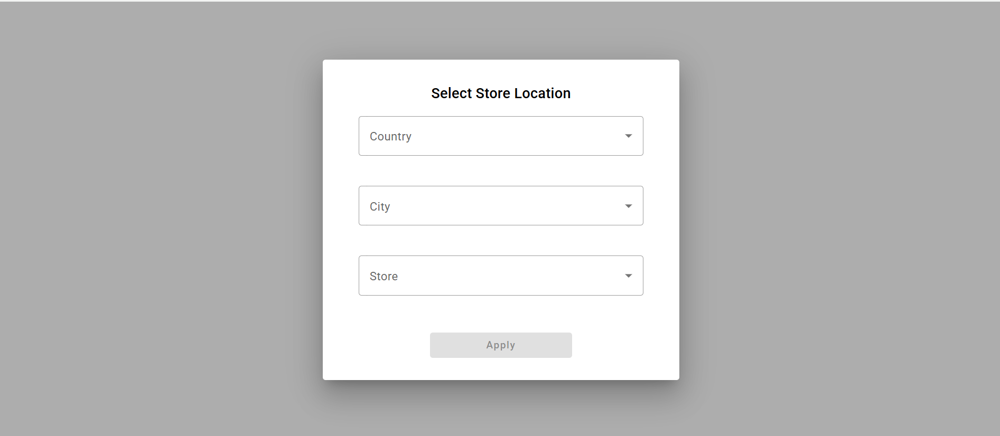 Select Store Location
Country
City
Store
Apply